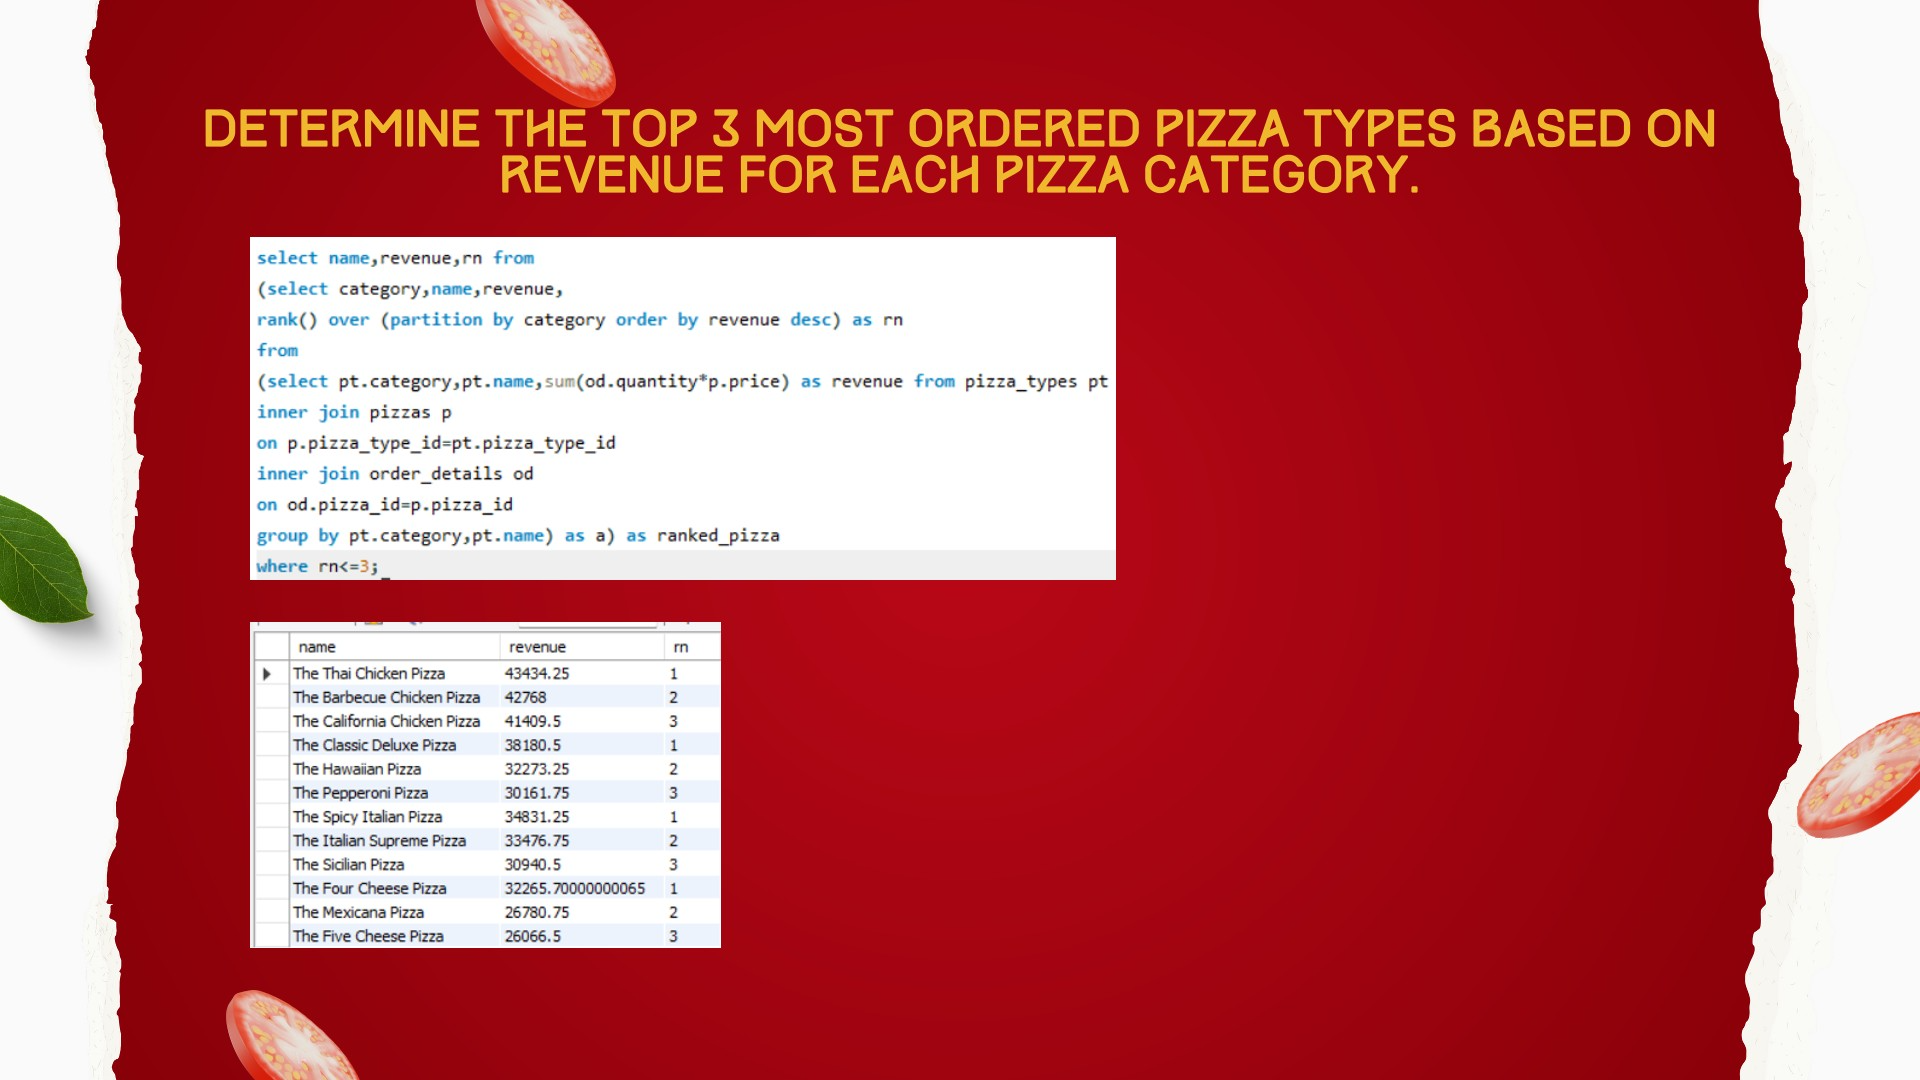 DETERMINE THE TOP 3 MOST ORDERED PIZZA TYPES BASED ON
REVENUE FOR EACH PIZZA CATEGORY.
select name,revenue,rn from
(select category,name,revenue,
rank() over (partition by category order by revenue desc) as rn
from
(select pt.category,pt.name,sum(od.quantity*p.price) as revenue from pizza_types pt
inner join pizzas p
on p.pizza_type_id=pt.pizza_type_id
inner join order_details od
on od.pizza_id=p.pizza_id
group by pt.category,pt.name) as a) as ranked_pizza
where rn<=3;
name revenue rn
The Thai Chicken Pizza 43434.25 1
The Barbecue Chicken Pizza 42768 2
The California Chicken Pizza 41409.5 3
The Classic Deluxe Pizza 38180.5 1
The Hawaiian Pizza 32273.25 2
The Pepperoni Pizza 30161.75 3
The Spicy Italian Pizza 34831.25 1
The Italian Supreme Pizza 33476.75 2
The Sicilian Pizza 30940.5 3
The Four Cheese Pizza 32265.70000000065 1
The Mexicana Pizza 26780.75 2
The Five Cheese Pizza 26066.5 3